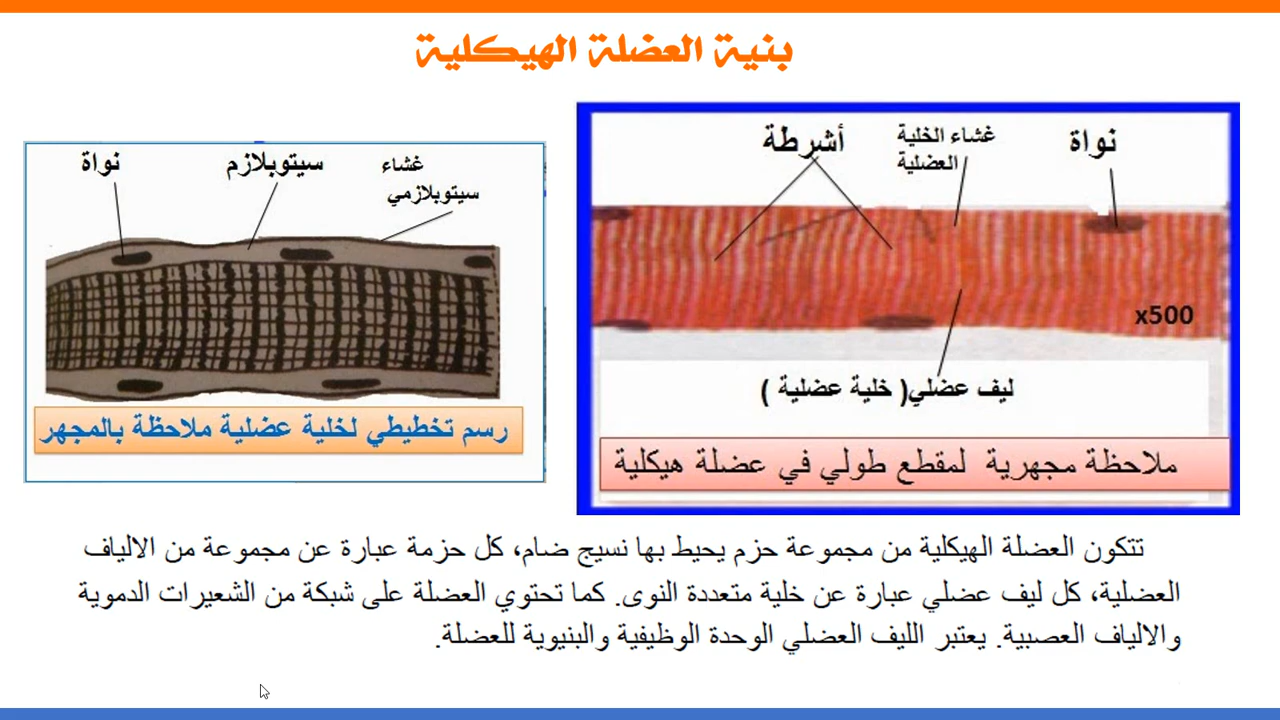 بنية العضلة الهيكلية
أشرطة
غشاء الخلية
العضلية
نواة
x500
ليف عضلي( خلية عضلية )
ملاحظة مجهرية لمقطع طولي في عضلة هيكلية
نواة
سيتوبلازم
غشاء
سيتوبلازمي
رسم تخطيطي لخلية عضلية ملاحظة بالمجهر
تتكون العضلة الهيكلية من مجموعة حزم يحيط بها نسيج ضام، كل حزمة عبارة عن مجموعة من الالياف
العضلية، كل ليف عضلي عبارة عن خلية متعددة النوى. كما تحتوي العضلة على شبكة من الشعيرات الدموية
والالياف العصبية. يعتبر الليف العضلي الوحدة الوظيفية والبنيوية للعضلة.